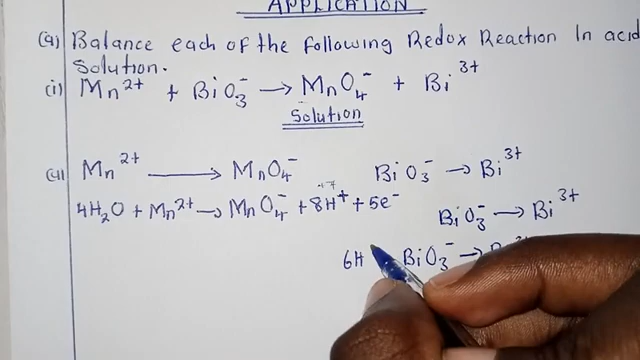 APPLICATION
(a) Balance each of the following Redox Reaction In acid
Solution.
(i) Mn²⁺ + BiO₃⁻ → MnO₄⁻ + Bi³⁺
Solution
Mn²⁺ → MnO₄⁻ BiO₃⁻ → Bi³⁺
4H₂O + Mn²⁺ → MnO₄⁻ + 8H⁺ + 5e⁻ BiO₃⁻ → Bi³⁺
6H BiO₃⁻ →